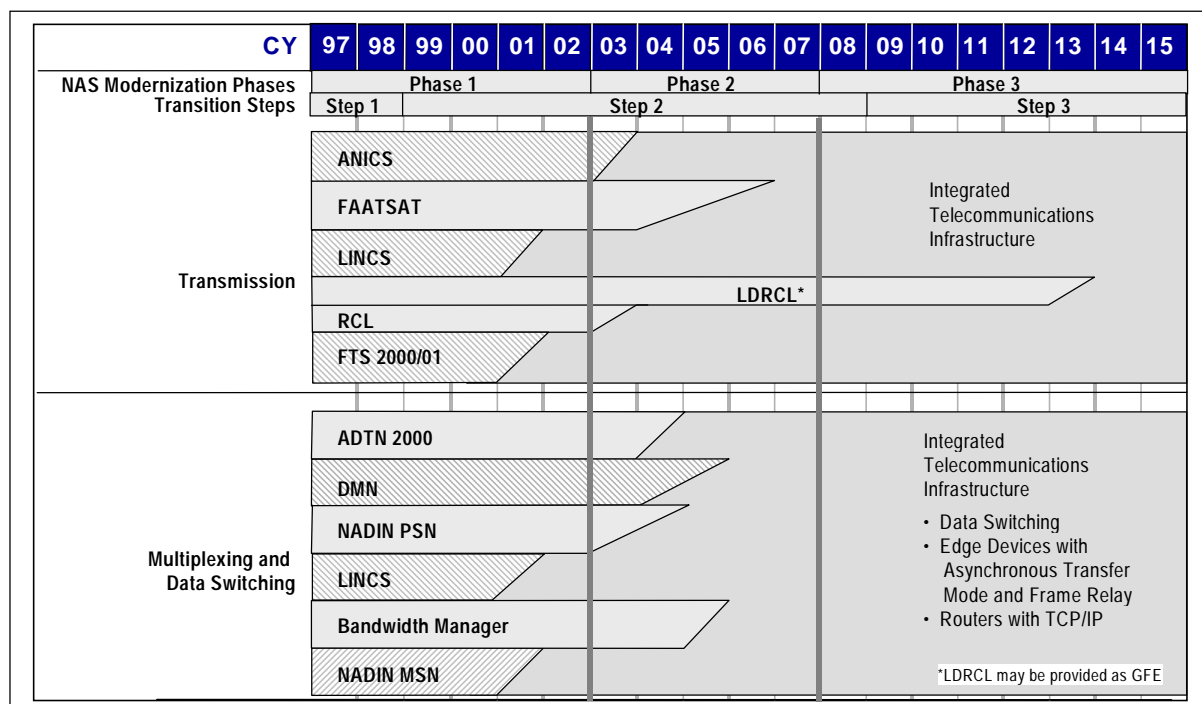 CY 97 98 99 00 01 02 03 04 05 06 07 08 09 10 11 12 13 14 15
NAS Modernization Phases Phase 1 Phase 2 Phase 3
Transition Steps Step 1 Step 2 Step 3
Transmission
ANICS
FAATSAT
LINCS
LDRCL*
RCL
FTS 2000/01
Integrated
Telecommunications
Infrastructure
Multiplexing and
Data Switching
ADTN 2000
DMN
NADIN PSN
LINCS
Bandwidth Manager
NADIN MSN
Integrated
Telecommunications
Infrastructure
• Data Switching
• Edge Devices with
Asynchronous Transfer
Mode and Frame Relay
• Routers with TCP/IP
*LDRCL may be provided as GFE